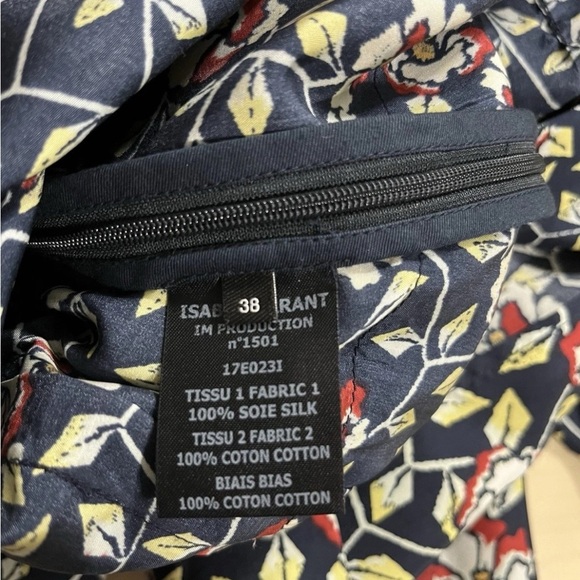 38
ISAB RANT
IM PRODUCTION
n°1501
17E023I
TISSU 1 FABRIC 1
100% SOIE SILK
TISSU 2 FABRIC 2
100% COTON COTTON
BIAIS BIAS
100% COTON COTTON